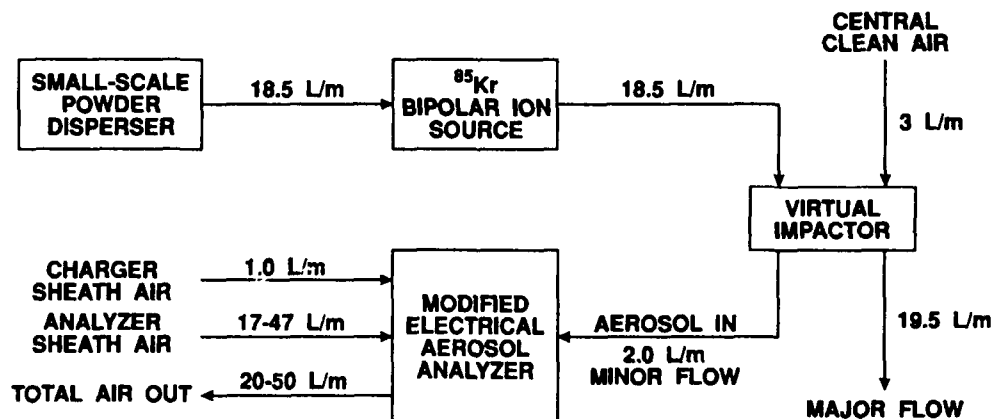 CENTRAL
CLEAN AIR
SMALL-SCALE
POWDER
DISPERSER
18.5 L/m
85Kr
BIPOLAR ION
SOURCE
18.5 L/m
3 L/m
VIRTUAL
IMPACTOR
CHARGER
SHEATH AIR
1.0 L/m
ANALYZER
SHEATH AIR
17-47 L/m
TOTAL AIR OUT
20-50 L/m
MODIFIED
ELECTRICAL
AEROSOL
ANALYZER
AEROSOL IN
2.0 L/m
MINOR FLOW
19.5 L/m
MAJOR FLOW